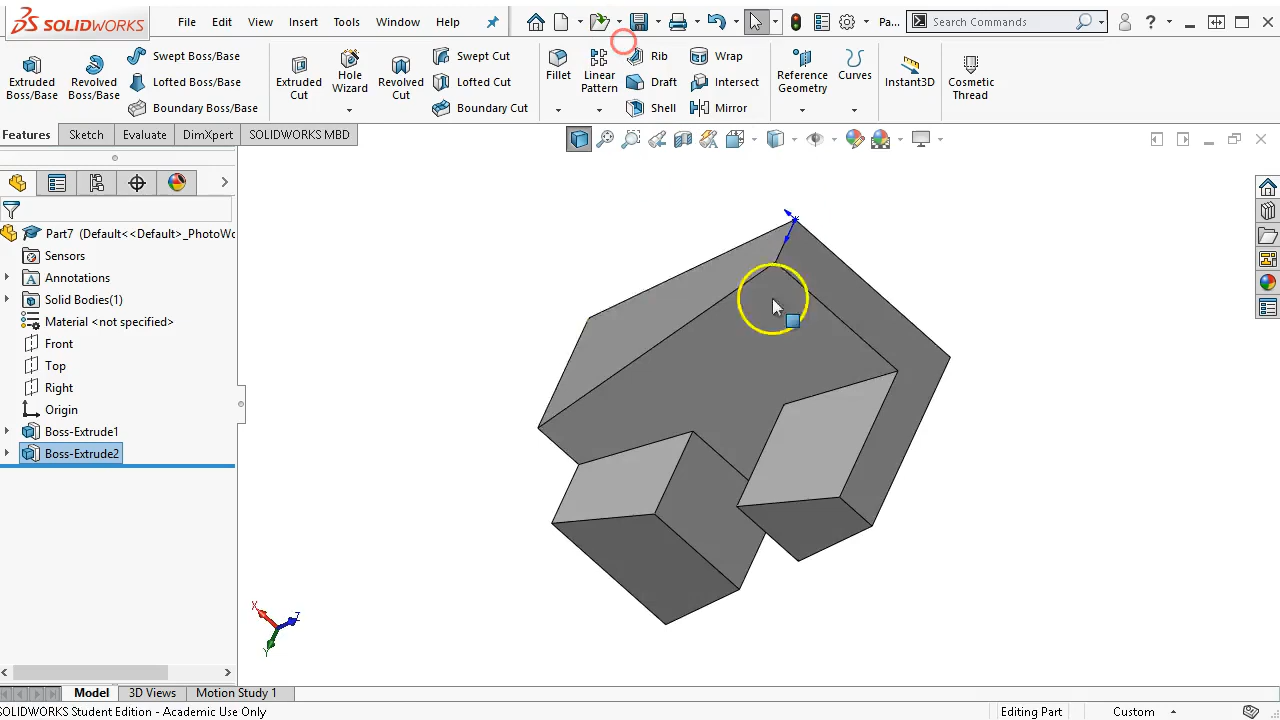 SOLIDWORKS
File Edit View Insert Tools Window Help
Pa...
Search Commands
Extruded Boss/Base
Revolved Boss/Base
Swept Boss/Base
Lofted Boss/Base
Boundary Boss/Base
Extruded Cut
Hole Wizard
Revolved Cut
Swept Cut
Lofted Cut
Boundary Cut
Fillet
Linear Pattern
Rib
Draft
Shell
Wrap
Intersect
Mirror
Reference Geometry
Curves
Instant3D
Cosmetic Thread
Features Sketch Evaluate DimXpert SOLIDWORKS MBD
Part7 (Default<<Default>_PhotoWo
Sensors
Annotations
Solid Bodies(1)
Material <not specified>
Front
Top
Right
Origin
Boss-Extrude1
Boss-Extrude2
X
Z
Y
Model 3D Views Motion Study 1
SOLIDWORKS Student Edition - Academic Use Only
Editing Part
Custom